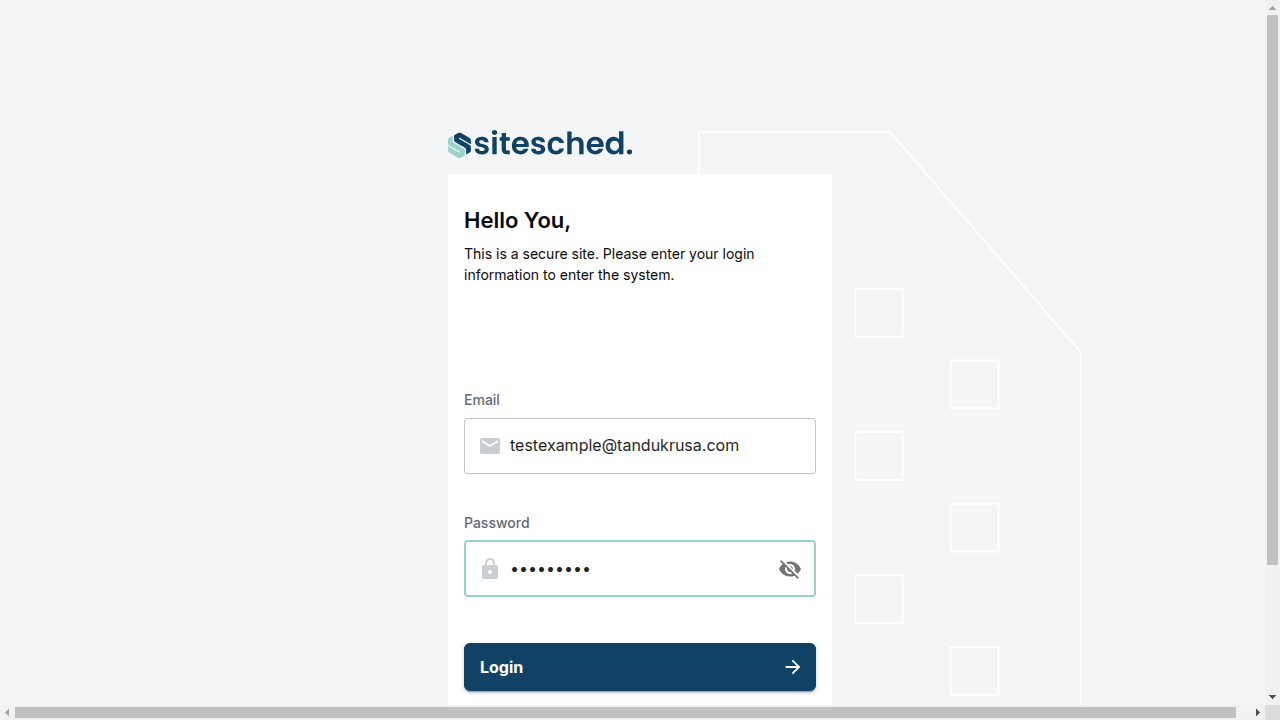 sitesched.
Hello You,
This is a secure site. Please enter your login
information to enter the system.
Email
testexample@tandukrusa.com
Password
•••••••••
Login